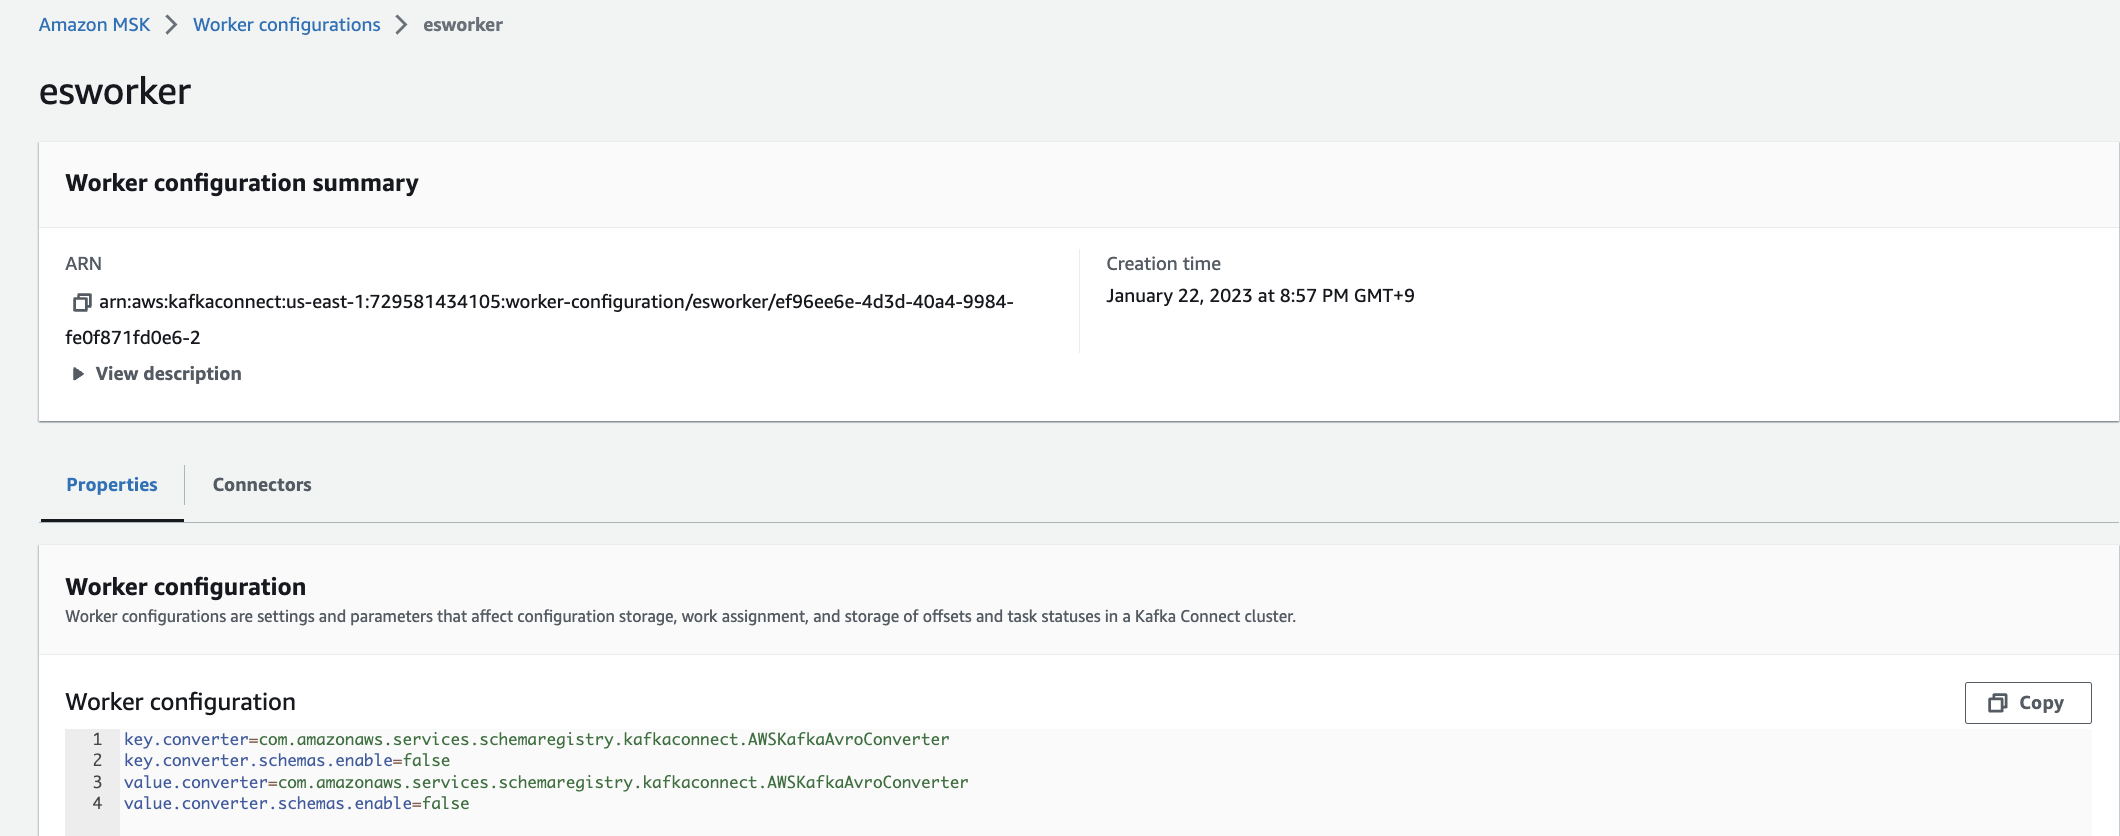 Amazon MSK > Worker configurations > esworker
esworker
Worker configuration summary
ARN
arn:aws:kafkaconnect:us-east-1:729581434105:worker-configuration/esworker/ef96ee6e-4d3d-40a4-9984-
fe0f871fd0e6-2
View description
Creation time
January 22, 2023 at 8:57 PM GMT+9
Properties
Connectors
Worker configuration
Worker configurations are settings and parameters that affect configuration storage, work assignment, and storage of offsets and task statuses in a Kafka Connect cluster.
Worker configuration
Copy
1 key.converter=com.amazonaws.services.schemaregistry.kafkaconnect.AWSKafkaAvroConverter
2 key.converter.schemas.enable=false
3 value.converter=com.amazonaws.services.schemaregistry.kafkaconnect.AWSKafkaAvroConverter
4 value.converter.schemas.enable=false